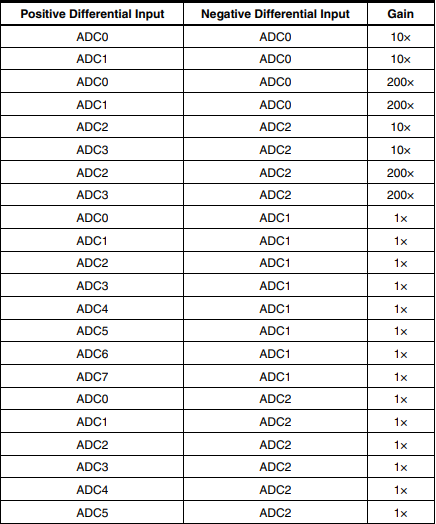 Positive Differential Input Negative Differential Input Gain
ADC0 ADC0 10×
ADC1 ADC0 10×
ADC0 ADC0 200×
ADC1 ADC0 200×
ADC2 ADC2 10×
ADC3 ADC2 10×
ADC2 ADC2 200×
ADC3 ADC2 200×
ADC0 ADC1 1×
ADC1 ADC1 1×
ADC2 ADC1 1×
ADC3 ADC1 1×
ADC4 ADC1 1×
ADC5 ADC1 1×
ADC6 ADC1 1×
ADC7 ADC1 1×
ADC0 ADC2 1×
ADC1 ADC2 1×
ADC2 ADC2 1×
ADC3 ADC2 1×
ADC4 ADC2 1×
ADC5 ADC2 1×